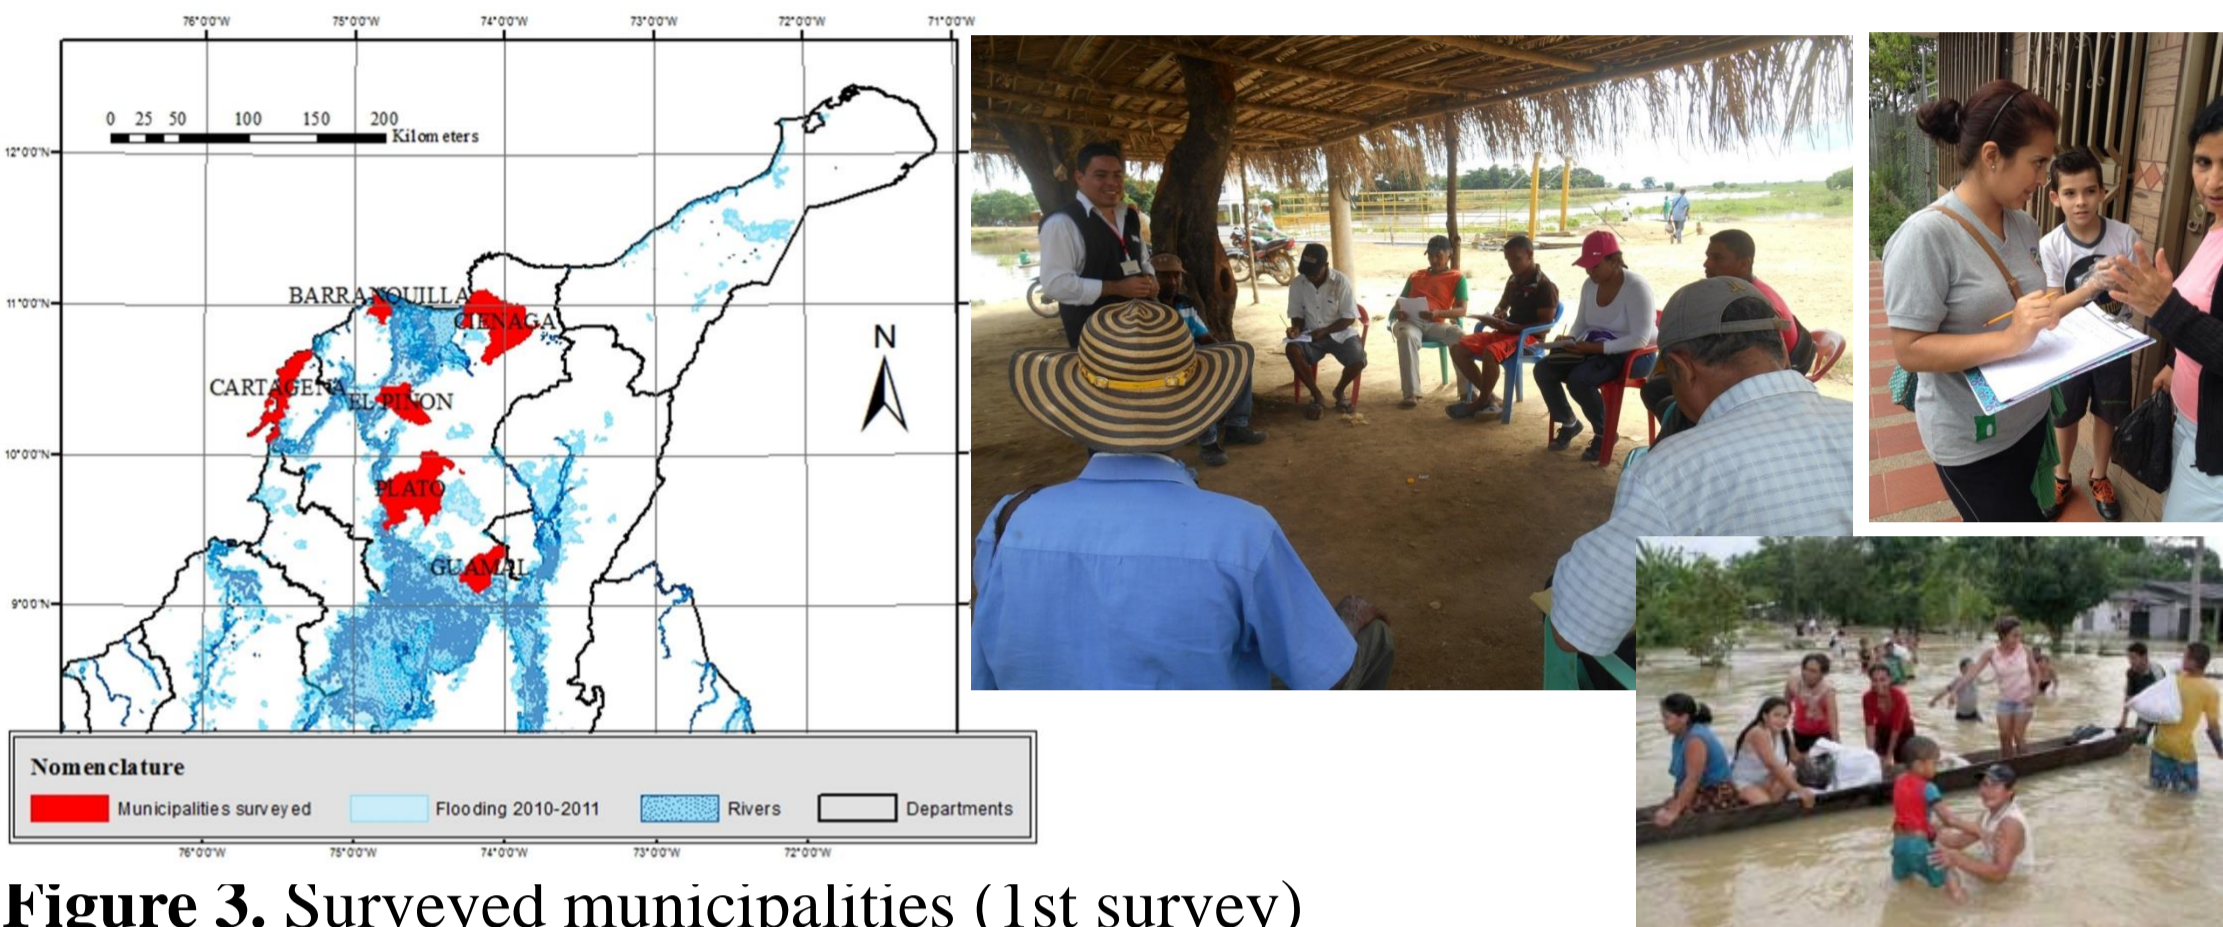 76°0'0"W 75°0'0"W 74°0'0"W 73°0'0"W 72°0'0"W 71°0'0"W
0 25 50 100 150 200
Kilometers
12°0'0"N
11°0'0"N
10°0'0"N
9°0'0"N
N
BARRANQUILLA
CIENAGA
CARTAGENA
EL PIÑON
PLATO
GUAMAL
Nomenclature
Municipalities surveyed Flooding 2010-2011 Rivers Departments
76°0'0"W 75°0'0"W 74°0'0"W 73°0'0"W 72°0'0"W
Figure 3. Surveyed municipalities (1st survey)